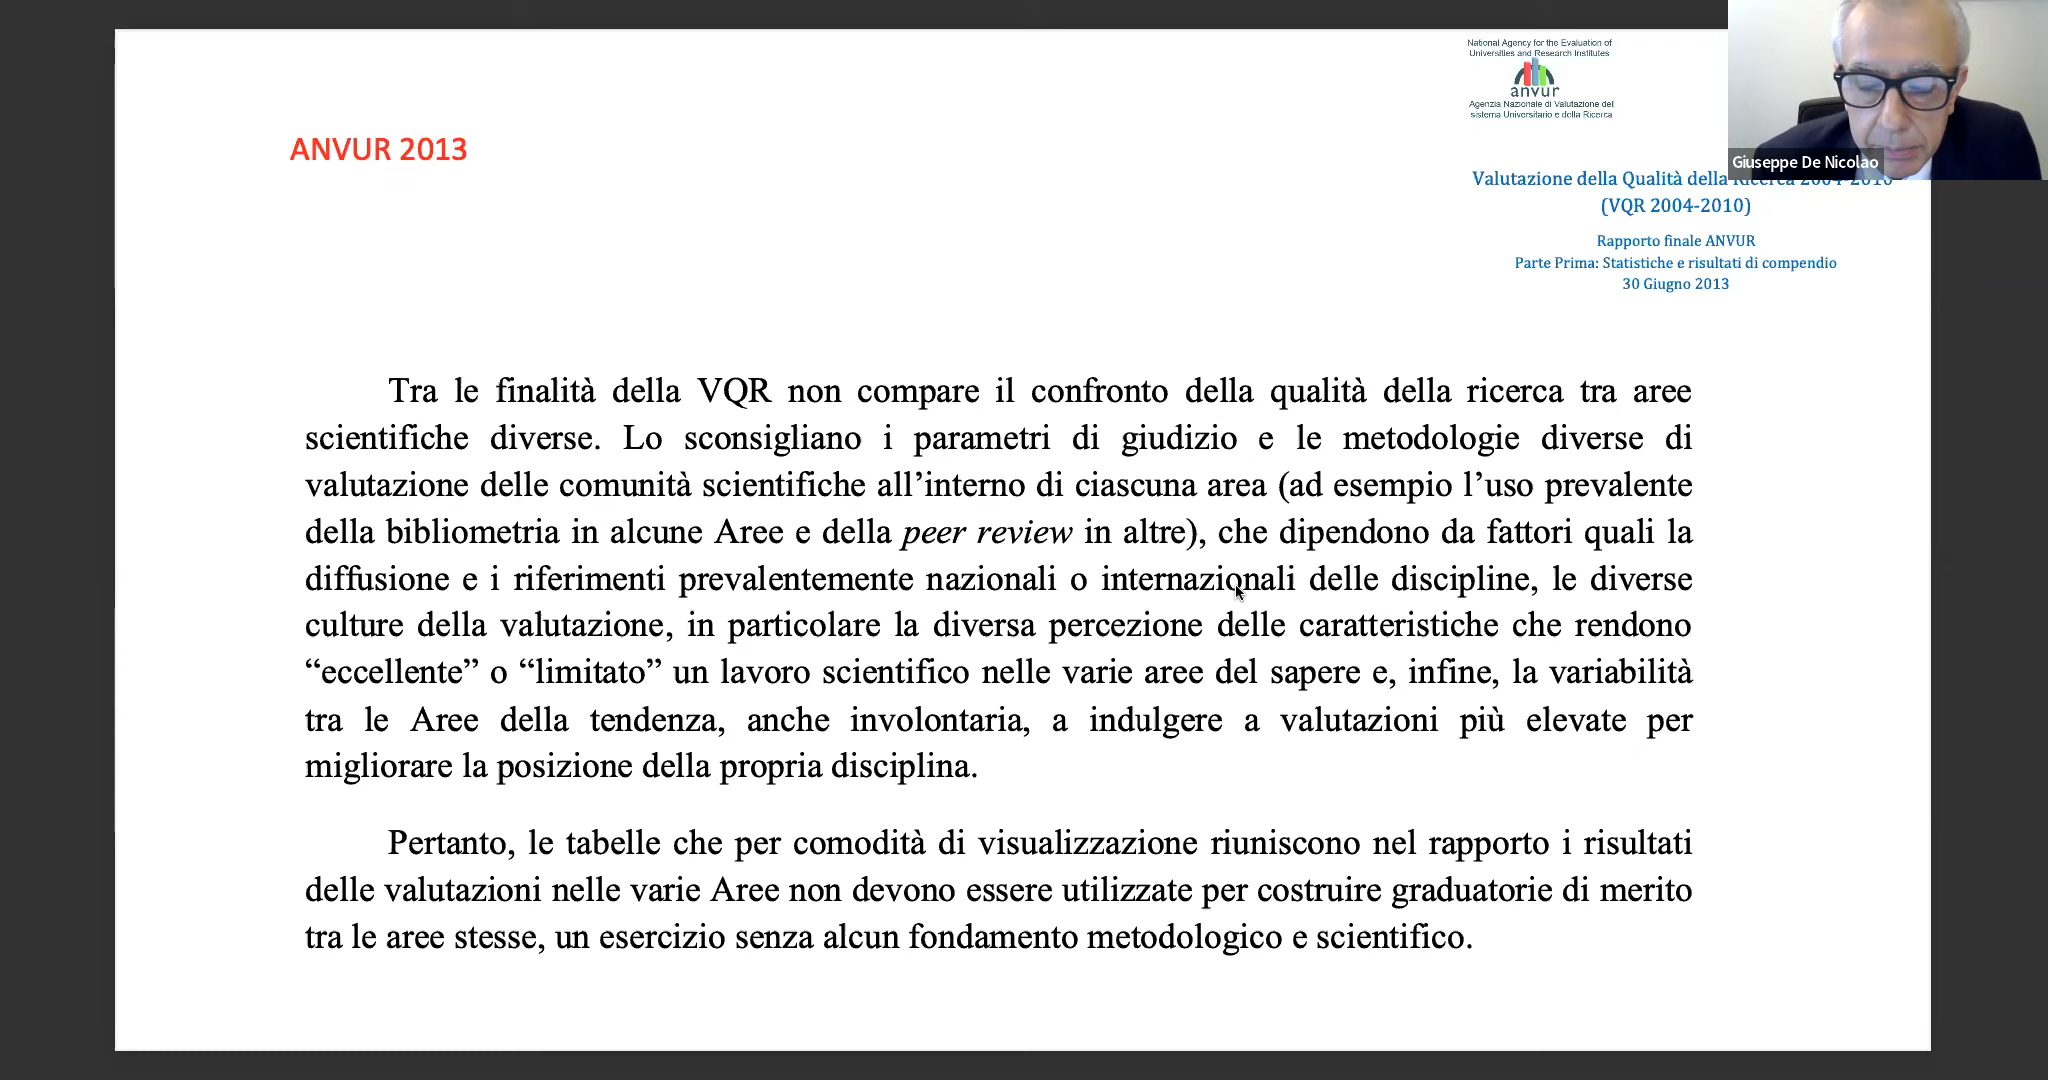 National Agency for the Evaluation of
Universities and Research Institutes
anvur
Agenzia Nazionale di Valutazione del
sistema Universitario e della Ricerca
ANVUR 2013
Giuseppe De Nicolao
Valutazione della Qualità della Ricerca 2004-2010
(VQR 2004-2010)
Rapporto finale ANVUR
Parte Prima: Statistiche e risultati di compendio
30 Giugno 2013
Tra le finalità della VQR non compare il confronto della qualità della ricerca tra aree
scientifiche diverse. Lo sconsigliano i parametri di giudizio e le metodologie diverse di
valutazione delle comunità scientifiche all’interno di ciascuna area (ad esempio l’uso prevalente
della bibliometria in alcune Aree e della peer review in altre), che dipendono da fattori quali la
diffusione e i riferimenti prevalentemente nazionali o internazionali delle discipline, le diverse
culture della valutazione, in particolare la diversa percezione delle caratteristiche che rendono
“eccellente” o “limitato” un lavoro scientifico nelle varie aree del sapere e, infine, la variabilità
tra le Aree della tendenza, anche involontaria, a indulgere a valutazioni più elevate per
migliorare la posizione della propria disciplina.
Pertanto, le tabelle che per comodità di visualizzazione riuniscono nel rapporto i risultati
delle valutazioni nelle varie Aree non devono essere utilizzate per costruire graduatorie di merito
tra le aree stesse, un esercizio senza alcun fondamento metodologico e scientifico.